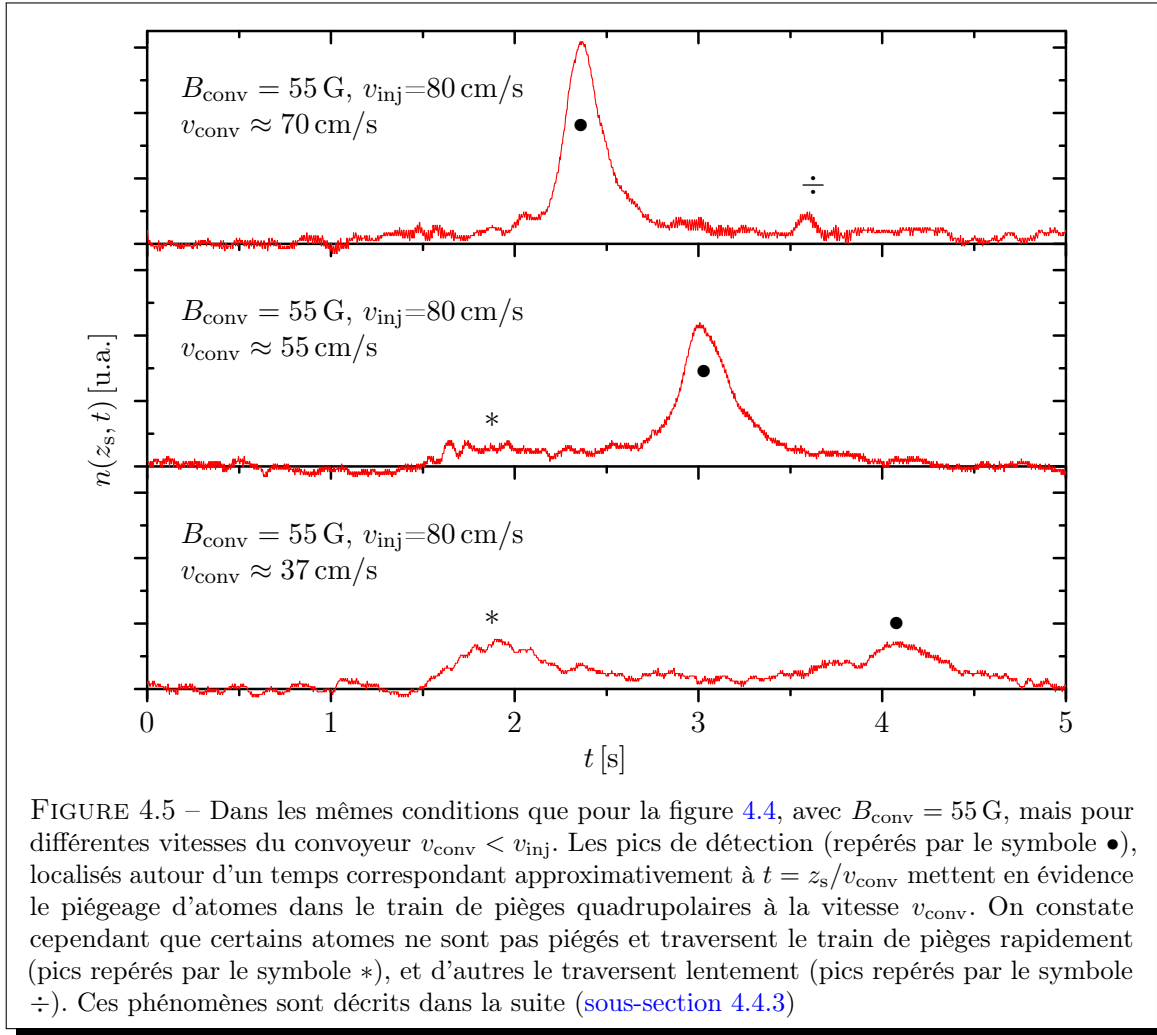 B_conv = 55 G, v_inj=80 cm/s
v_conv ≈ 70 cm/s
•
÷
B_conv = 55 G, v_inj=80 cm/s
v_conv ≈ 55 cm/s
*
•
n(z_s, t) [u.a.]
B_conv = 55 G, v_inj=80 cm/s
v_conv ≈ 37 cm/s
*
•
0 1 2 3 4 5
t [s]
FIGURE 4.5 – Dans les mêmes conditions que pour la figure 4.4, avec B_conv = 55 G, mais pour
différentes vitesses du convoyeur v_conv < v_inj. Les pics de détection (repérés par le symbole •),
localisés autour d'un temps correspondant approximativement à t = z_s/v_conv mettent en évidence
le piégeage d'atomes dans le train de pièges quadrupolaires à la vitesse v_conv. On constate
cependant que certains atomes ne sont pas piégés et traversent le train de pièges rapidement
(pics repérés par le symbole *), et d'autres le traversent lentement (pics repérés par le symbole
÷). Ces phénomènes sont décrits dans la suite (sous-section 4.4.3)